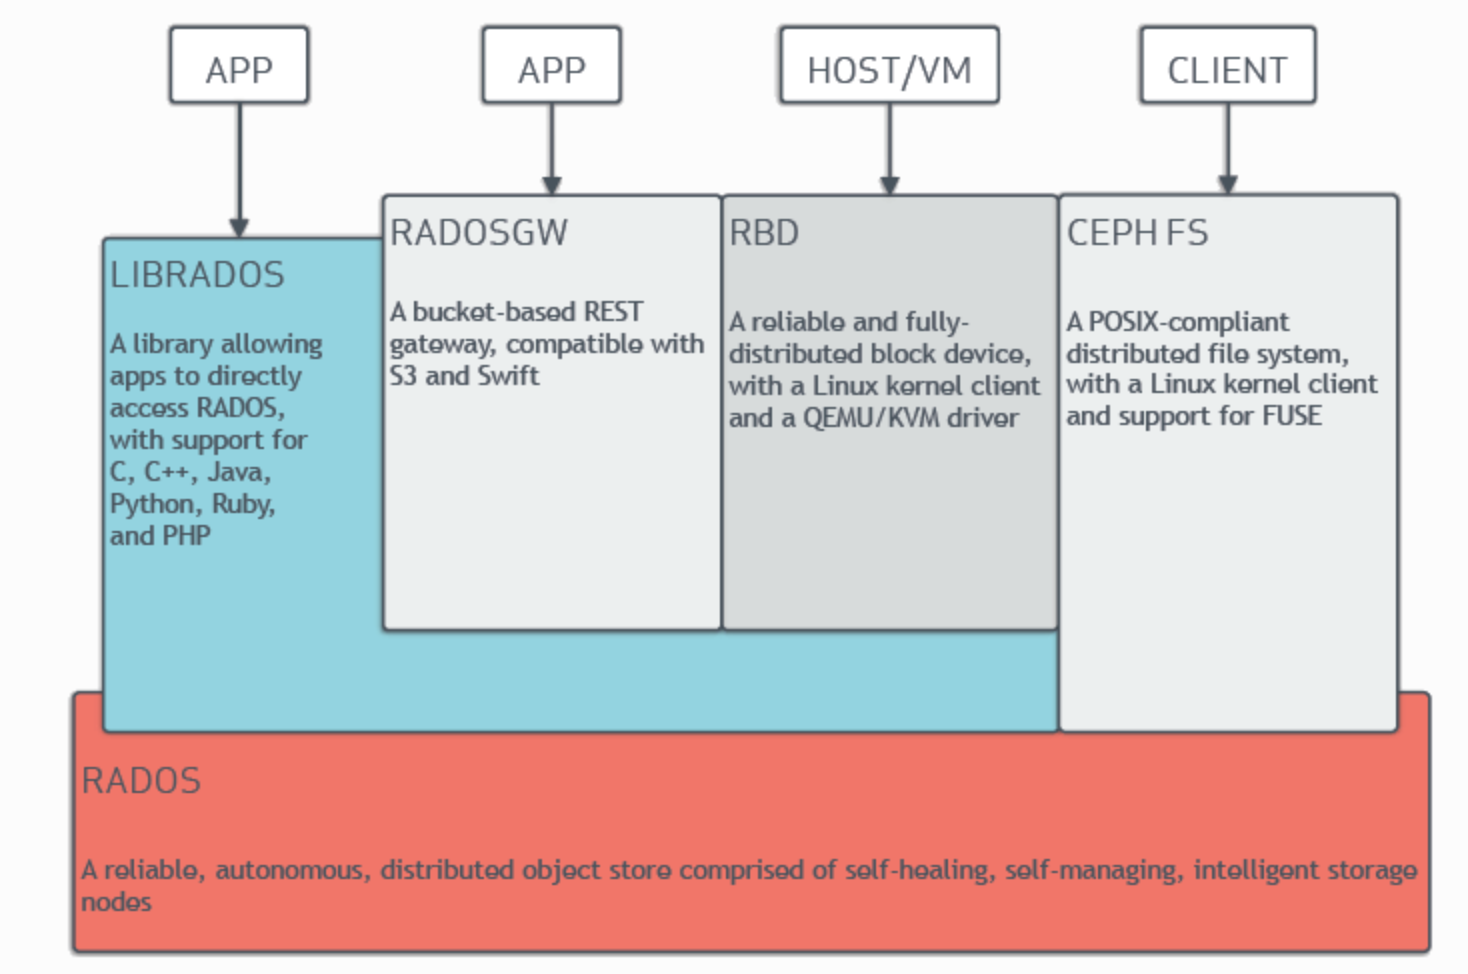 APP
APP
HOST/VM
CLIENT
LIBRADOS
A library allowing
apps to directly
access RADOS,
with support for
C, C++, Java,
Python, Ruby,
and PHP
RADOSGW
A bucket-based REST
gateway, compatible with
S3 and Swift
RBD
A reliable and fully-
distributed block device,
with a Linux kernel client
and a QEMU/KVM driver
CEPH FS
A POSIX-compliant
distributed file system,
with a Linux kernel client
and support for FUSE
RADOS
A reliable, autonomous, distributed object store comprised of self-healing, self-managing, intelligent storage
nodes